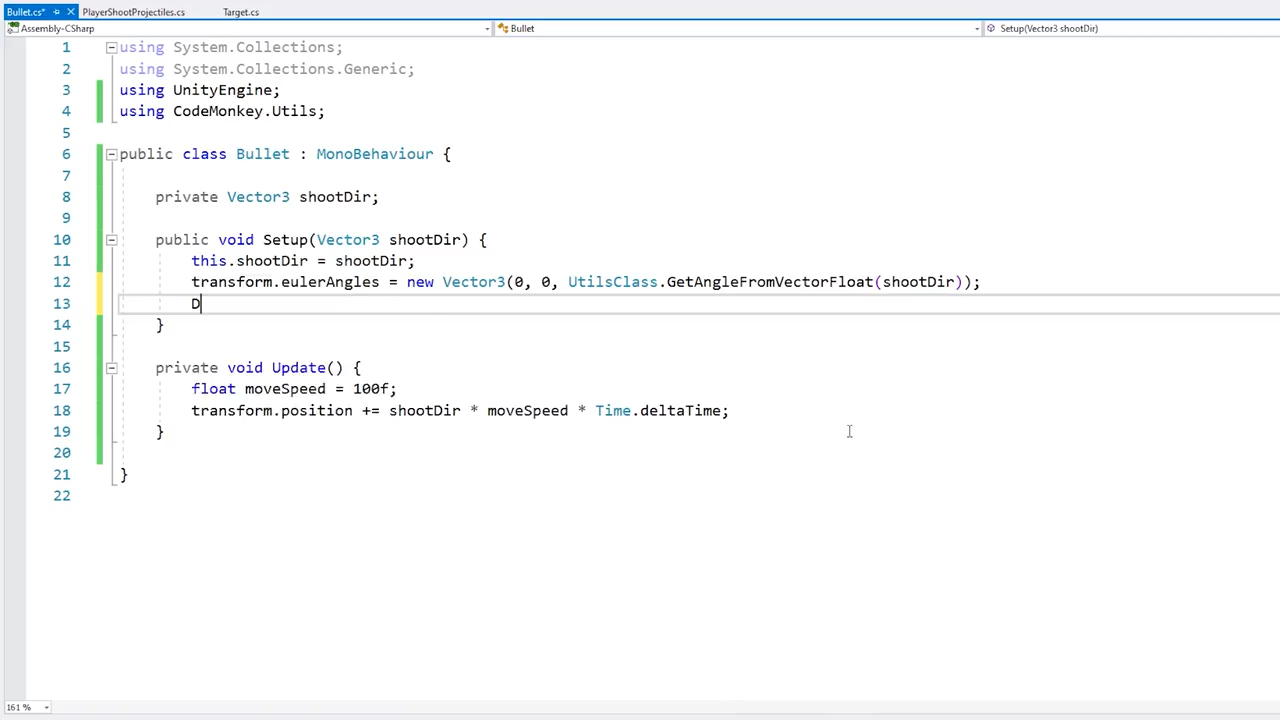 Bullet.cs* PlayerShootProjectiles.cs Target.cs
Assembly-CSharp Bullet Setup(Vector3 shootDir)
1 using System.Collections;
2 using System.Collections.Generic;
3 using UnityEngine;
4 using CodeMonkey.Utils;
5
6 public class Bullet : MonoBehaviour {
7
8 private Vector3 shootDir;
9
10 public void Setup(Vector3 shootDir) {
11 this.shootDir = shootDir;
12 transform.eulerAngles = new Vector3(0, 0, UtilsClass.GetAngleFromVectorFloat(shootDir));
13 D
14 }
15
16 private void Update() {
17 float moveSpeed = 100f;
18 transform.position += shootDir * moveSpeed * Time.deltaTime;
19 }
20
21 }
22
161 %